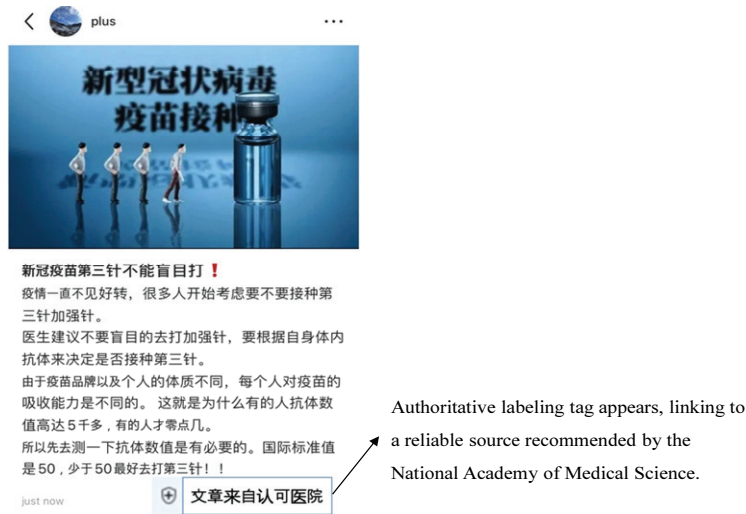 plus
新型冠状病毒
疫苗接种
新冠疫苗第三针不能盲目打❗
疫情一直不见好转，很多人开始考虑要不要接种第
三针加强针。
医生建议不要盲目的去打加强针，要根据自身体内
抗体来决定是否接种第三针。
由于疫苗品牌以及个人的体质不同，每个人对疫苗的
吸收能力是不同的。 这就是为什么有的人抗体数
值高达5千多，有的人才零点几。
所以先去测一下抗体数值是有必要的。国际标准值
是50，少于50最好去打第三针！！
just now
文章来自认可医院
Authoritative labeling tag appears, linking to
a reliable source recommended by the
National Academy of Medical Science.